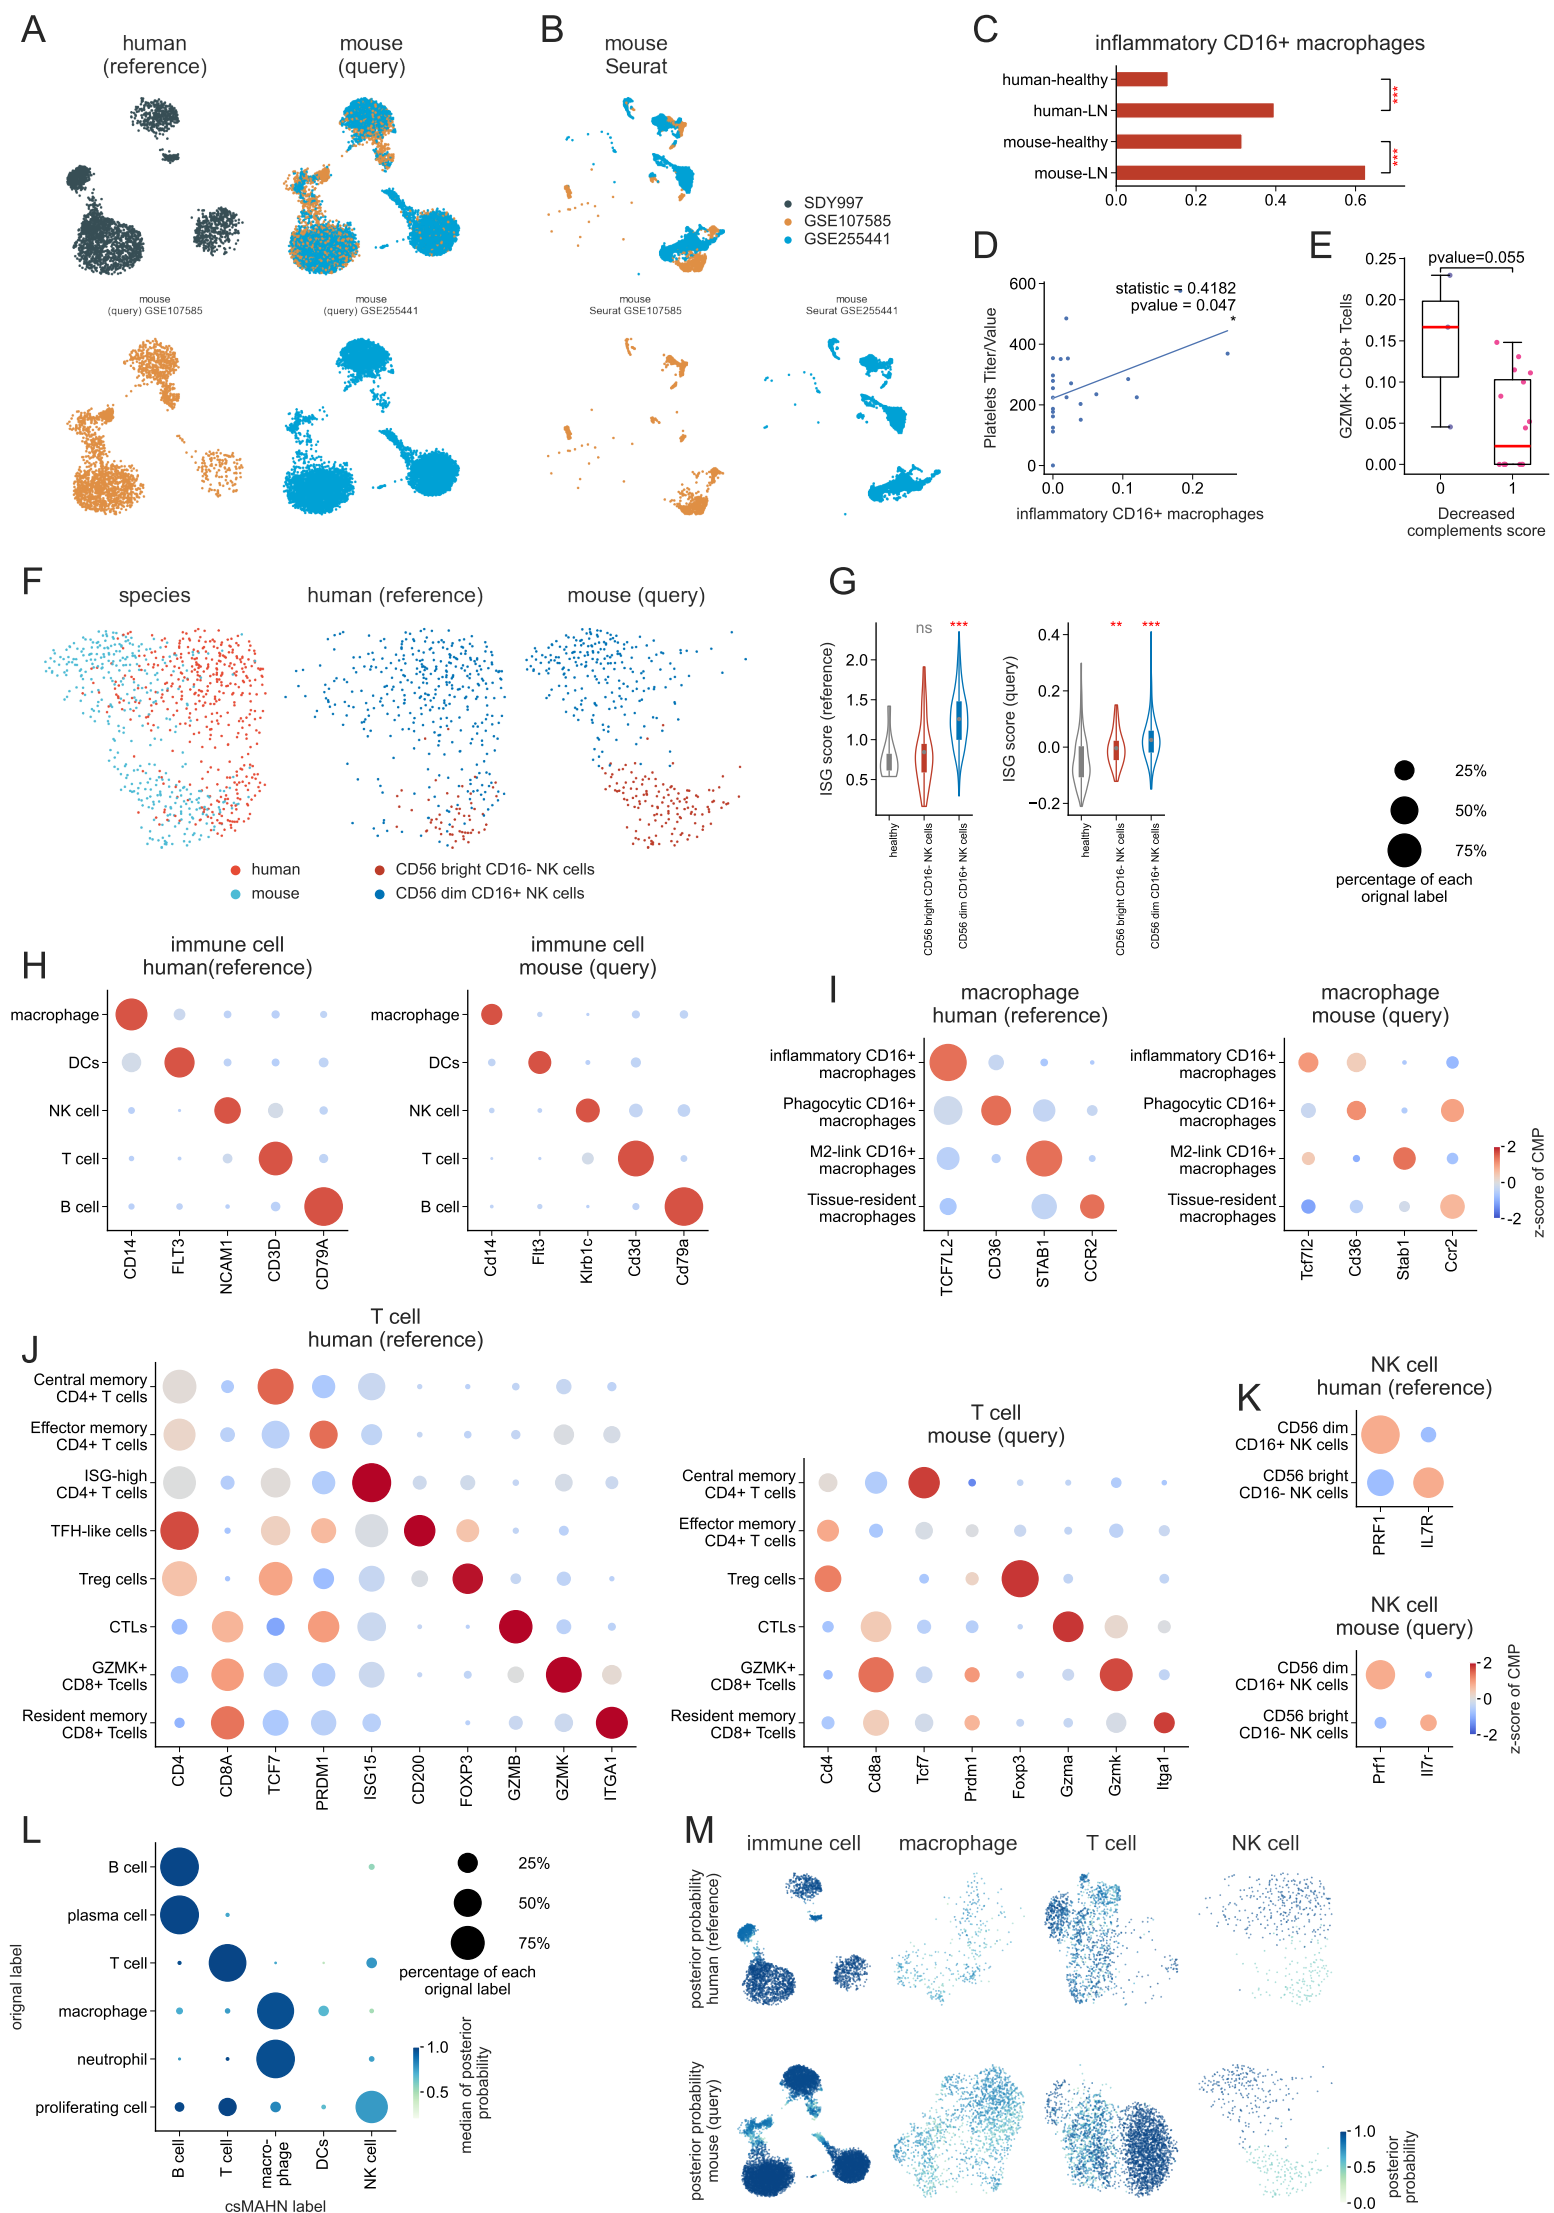 A
human
(reference)
mouse
(query)
mouse
(query) GSE107585
mouse
(query) GSE255441
B
mouse
Seurat
SDY997
GSE107585
GSE255441
mouse
Seurat GSE107585
mouse
Seurat GSE255441
C
inflammatory CD16+ macrophages
human-healthy
human-LN
mouse-healthy
mouse-LN
***
***
0.0 0.2 0.4 0.6
D
statistic = 0.4182
pvalue = 0.047
*
Platelets Titer/Value
600
400
200
0
0.0 0.1 0.2
inflammatory CD16+ macrophages
E
pvalue=0.055
GZMK+ CD8+ Tcells
0.25
0.20
0.15
0.10
0.05
0.00
0 1
Decreased
complements score
F
species
human (reference)
mouse (query)
human
mouse
CD56 bright CD16- NK cells
CD56 dim CD16+ NK cells
G
ISG score (reference)
2.0
1.5
1.0
0.5
ns
***
healthy
CD56 bright CD16- NK cells
CD56 dim CD16+ NK cells
ISG score (query)
0.4
0.2
0.0
−0.2
**
***
healthy
CD56 bright CD16- NK cells
CD56 dim CD16+ NK cells
25%
50%
75%
percentage of each
orignal label
H
immune cell
human(reference)
macrophage
DCs
NK cell
T cell
B cell
CD14
FLT3
NCAM1
CD3D
CD79A
immune cell
mouse (query)
macrophage
DCs
NK cell
T cell
B cell
Cd14
Flt3
Klrb1c
Cd3d
Cd79a
I
macrophage
human (reference)
inflammatory CD16+
macrophages
Phagocytic CD16+
macrophages
M2-link CD16+
macrophages
Tissue-resident
macrophages
TCF7L2
CD36
STAB1
CCR2
macrophage
mouse (query)
inflammatory CD16+
macrophages
Phagocytic CD16+
macrophages
M2-link CD16+
macrophages
Tissue-resident
macrophages
Tcf7l2
Cd36
Stab1
Ccr2
2
0
-2
z-score of CMP
J
T cell
human (reference)
Central memory
CD4+ T cells
Effector memory
CD4+ T cells
ISG-high
CD4+ T cells
TFH-like cells
Treg cells
CTLs
GZMK+
CD8+ Tcells
Resident memory
CD8+ Tcells
CD4
CD8A
TCF7
PRDM1
ISG15
CD200
FOXP3
GZMB
GZMK
ITGA1
T cell
mouse (query)
Central memory
CD4+ T cells
Effector memory
CD4+ T cells
Treg cells
CTLs
GZMK+
CD8+ Tcells
Resident memory
CD8+ Tcells
Cd4
Cd8a
Tcf7
Prdm1
Foxp3
Gzma
Gzmk
Itga1
K
NK cell
human (reference)
CD56 dim
CD16+ NK cells
CD56 bright
CD16- NK cells
PRF1
IL7R
NK cell
mouse (query)
CD56 dim
CD16+ NK cells
CD56 bright
CD16- NK cells
Prf1
Il7r
2
0
-2
z-score of CMP
L
orignal label
B cell
plasma cell
T cell
macrophage
neutrophil
proliferating cell
B cell
T cell
macro-
phage
DCs
NK cell
csMAHN label
25%
50%
75%
percentage of each
orignal label
1.0
0.5
median of posterior
probability
M
immune cell
macrophage
T cell
NK cell
posterior probability
human (reference)
posterior probability
mouse (query)
1.0
0.5
0.0
posterior
probability